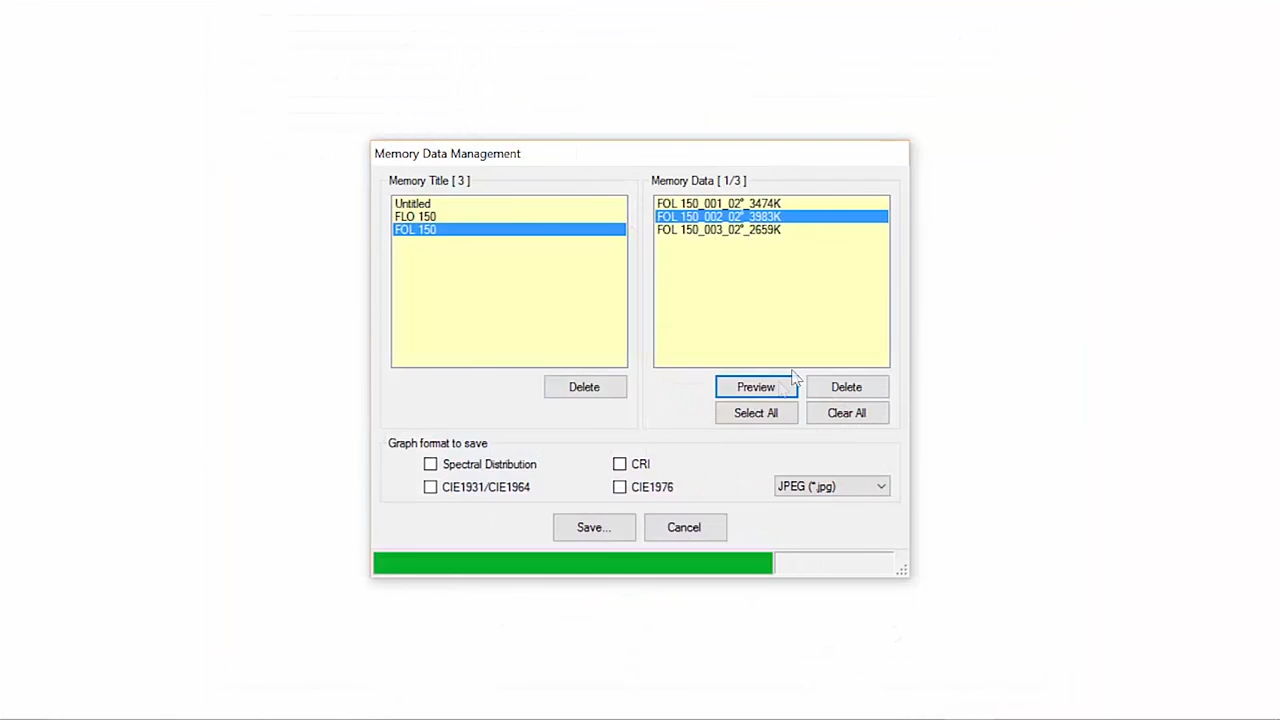 Memory Data Management
Memory Title [ 3 ]
Untitled
FLO 150
FOL 150
Delete
Memory Data [ 1/3 ]
FOL 150_001_02°_3474K
FOL 150_002_02°_3983K
FOL 150_003_02°_2659K
Preview
Delete
Select All
Clear All
Graph format to save
Spectral Distribution
CRI
CIE1931/CIE1964
CIE1976
JPEG (*.jpg)
Save...
Cancel